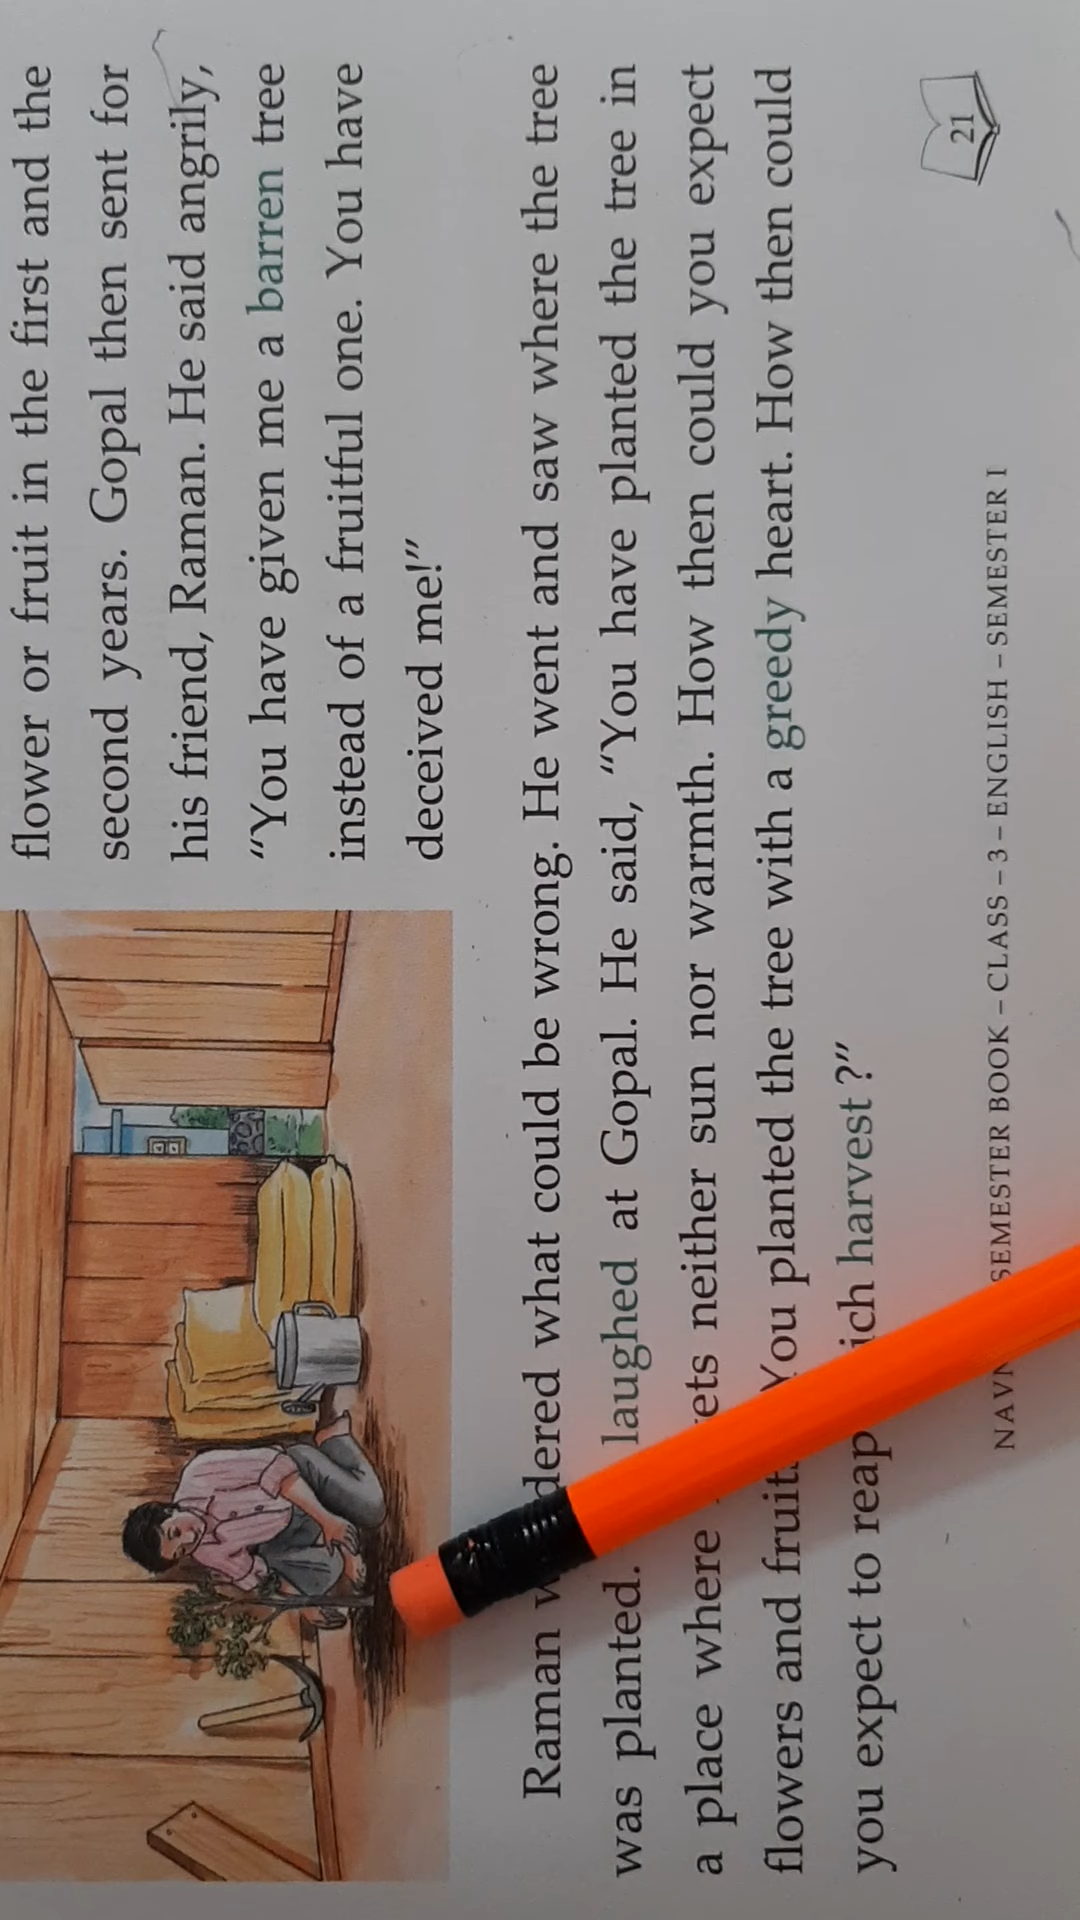 flower or fruit in the first and the
second years. Gopal then sent for
his friend, Raman. He said angrily,
“You have given me a barren tree
instead of a fruitful one. You have
deceived me!”
Raman dered what could be wrong. He went and saw where the tree
was planted. laughed at Gopal. He said, “You have planted the tree in
a place where ets neither sun nor warmth. How then could you expect
flowers and fruit You planted the tree with a greedy heart. How then could
you expect to reap ich harvest ?”
SEMESTER BOOK – CLASS – 3 – ENGLISH – SEMESTER I
21